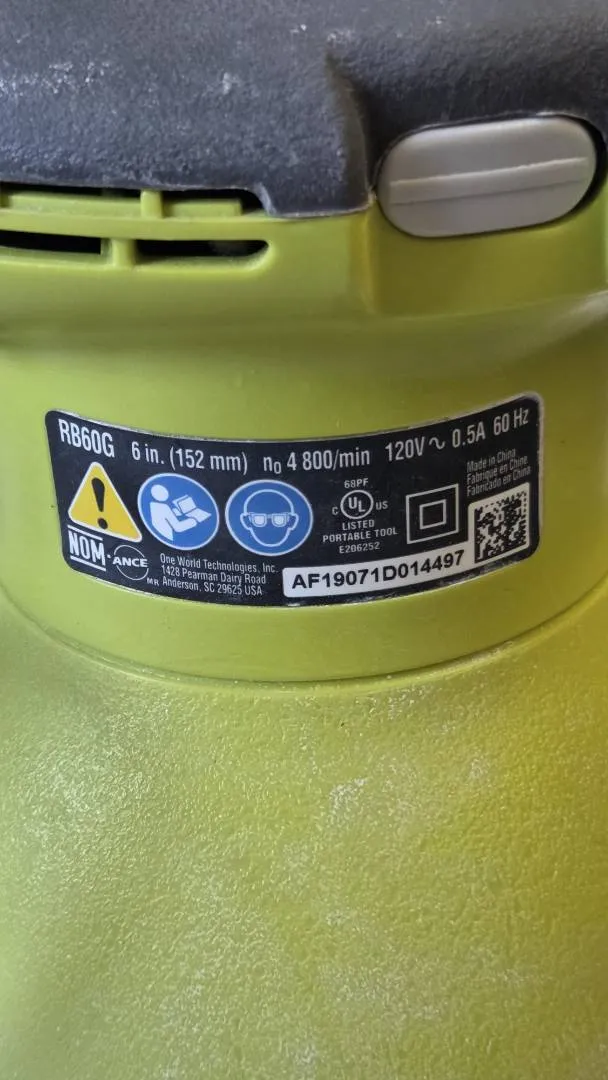 RB60G 6 in. (152 mm) n0 4 800/min 120V ~ 0.5A 60 Hz
Made in China
Fabriqué en Chine
Fabricado en China
68PF
C UL US
LISTED
PORTABLE TOOL
E206252
NOM-ANCE
MR
One World Technologies, Inc.
1428 Pearman Dairy Road
Anderson, SC 29625 USA
AF19071D014497